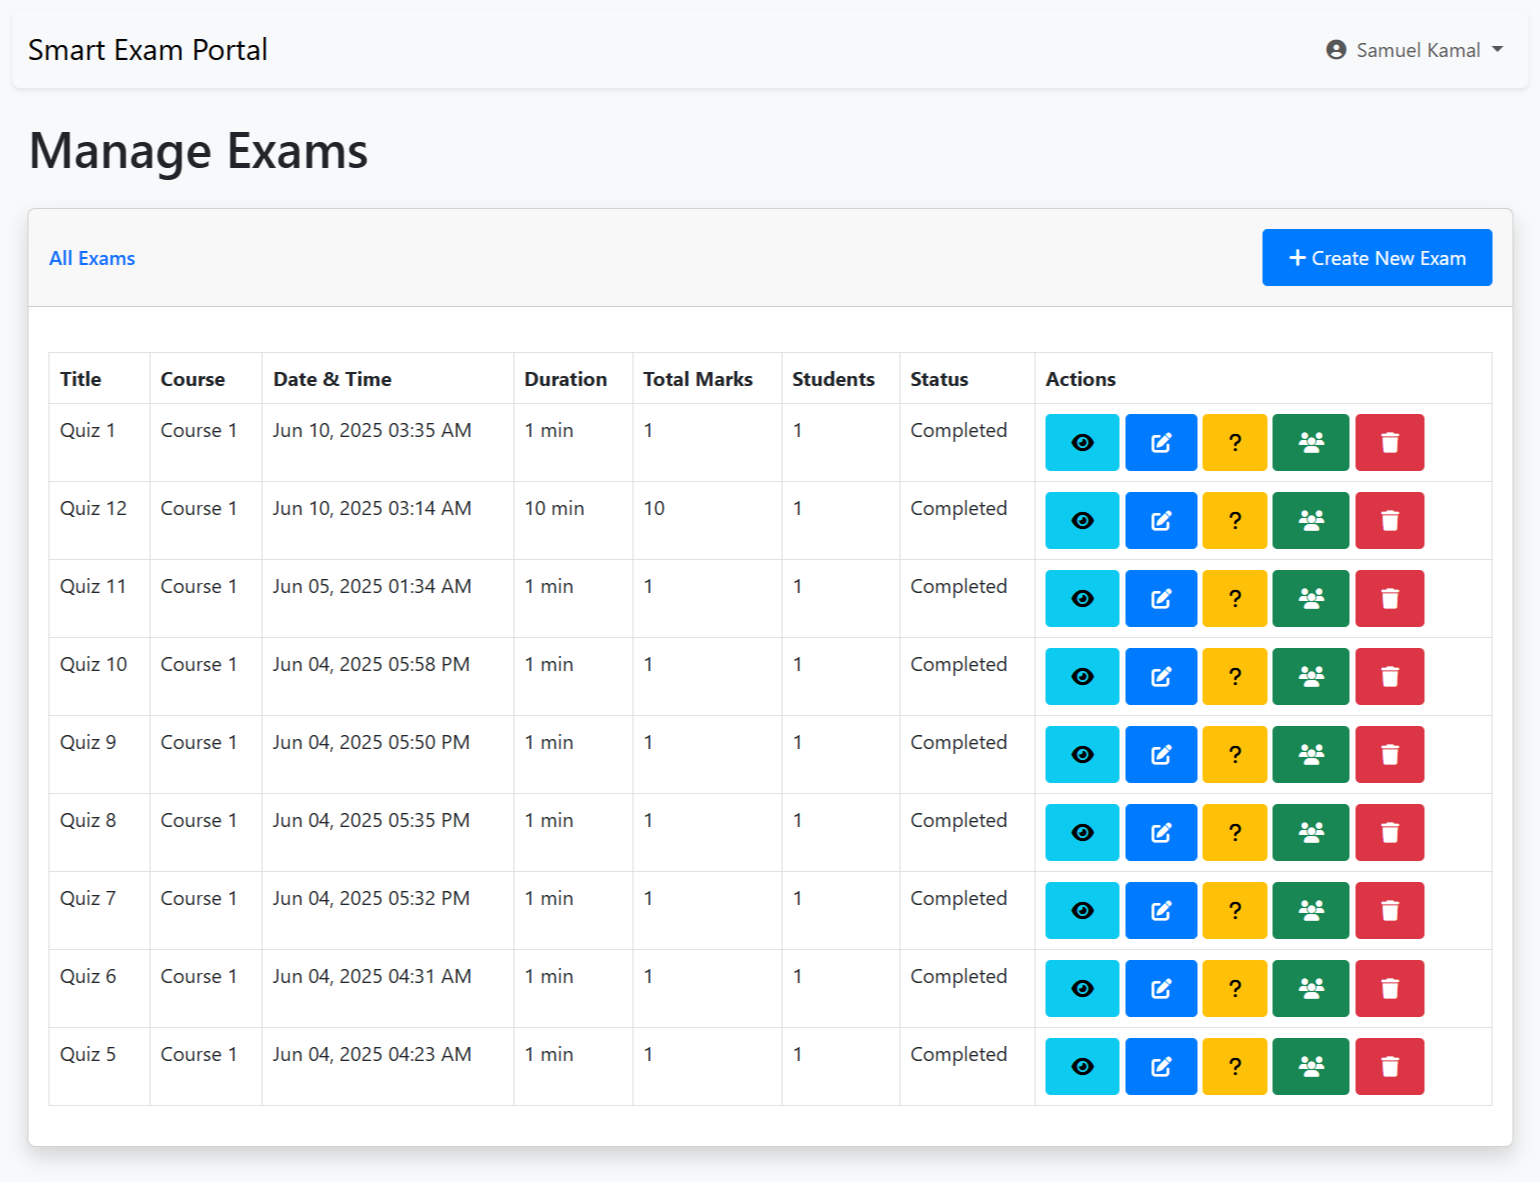 Smart Exam Portal
Samuel Kamal
Manage Exams
All Exams
+ Create New Exam
Title Course Date & Time Duration Total Marks Students Status Actions
Quiz 1 Course 1 Jun 10, 2025 03:35 AM 1 min 1 1 Completed ?
Quiz 12 Course 1 Jun 10, 2025 03:14 AM 10 min 10 1 Completed ?
Quiz 11 Course 1 Jun 05, 2025 01:34 AM 1 min 1 1 Completed ?
Quiz 10 Course 1 Jun 04, 2025 05:58 PM 1 min 1 1 Completed ?
Quiz 9 Course 1 Jun 04, 2025 05:50 PM 1 min 1 1 Completed ?
Quiz 8 Course 1 Jun 04, 2025 05:35 PM 1 min 1 1 Completed ?
Quiz 7 Course 1 Jun 04, 2025 05:32 PM 1 min 1 1 Completed ?
Quiz 6 Course 1 Jun 04, 2025 04:31 AM 1 min 1 1 Completed ?
Quiz 5 Course 1 Jun 04, 2025 04:23 AM 1 min 1 1 Completed ?